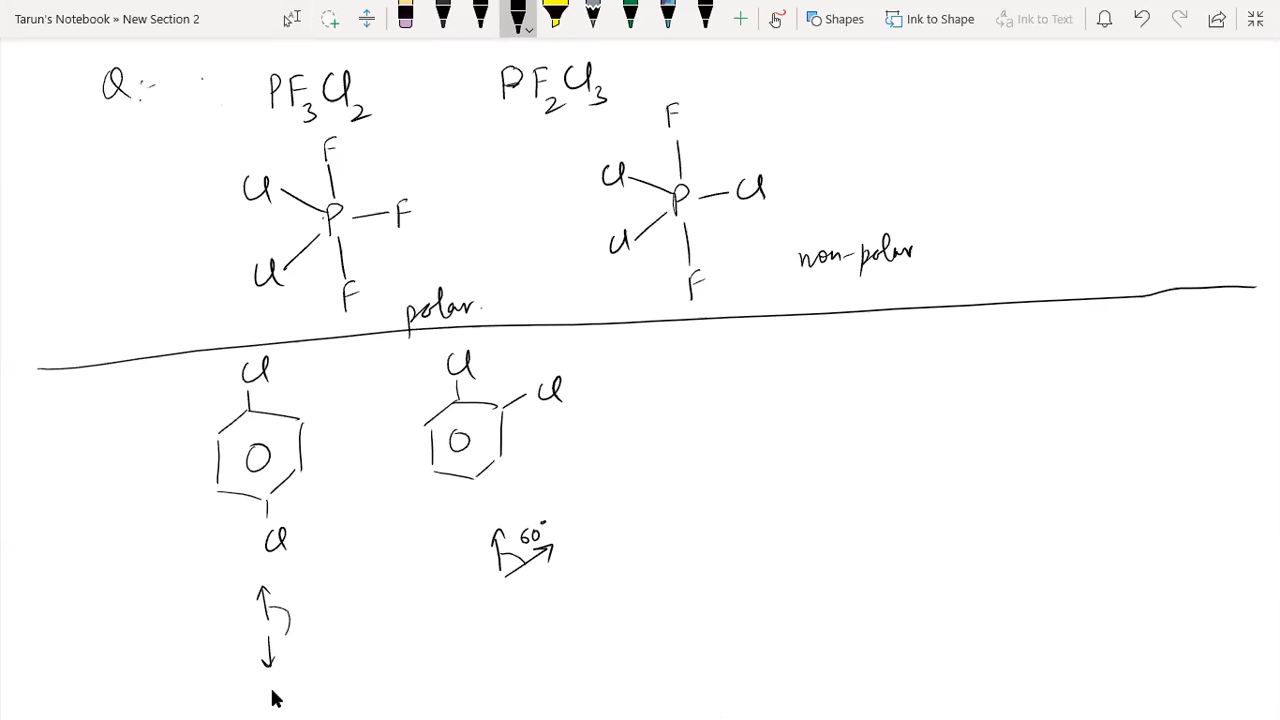 Tarun's Notebook » New Section 2
Shapes
Ink to Shape
Ink to Text
Q:-
PF3Cl2
PF2Cl3
F
Cl
P
F
Cl
F
polar.
F
Cl
P
Cl
Cl
F
non-polar
Cl
Cl
Cl
Cl
60°